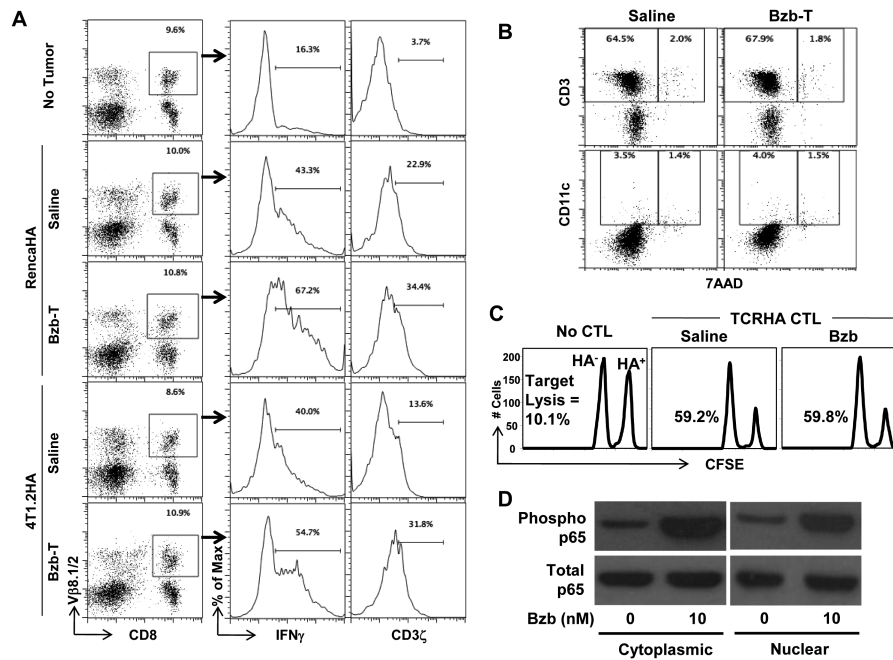 A
No Tumor
9.6%
16.3%
3.7%
RencaHA
Saline
10.0%
43.3%
22.9%
Bzb-T
10.8%
67.2%
34.4%
4T1.2HA
Saline
8.6%
40.0%
13.6%
Bzb-T
10.9%
54.7%
31.8%
Vβ8.1/2
% of Max
CD8
IFNγ
CD3ζ
B
Saline
Bzb-T
CD3
64.5%
2.0%
67.9%
1.8%
CD11c
3.5%
1.4%
4.0%
1.5%
7AAD
C
TCRHA CTL
No CTL
Saline
Bzb
# Cells
200
150
100
50
0
HA-
HA+
Target
Lysis =
10.1%
59.2%
59.8%
CFSE
D
Phospho
p65
Total
p65
Bzb (nM)
0
10
0
10
Cytoplasmic
Nuclear